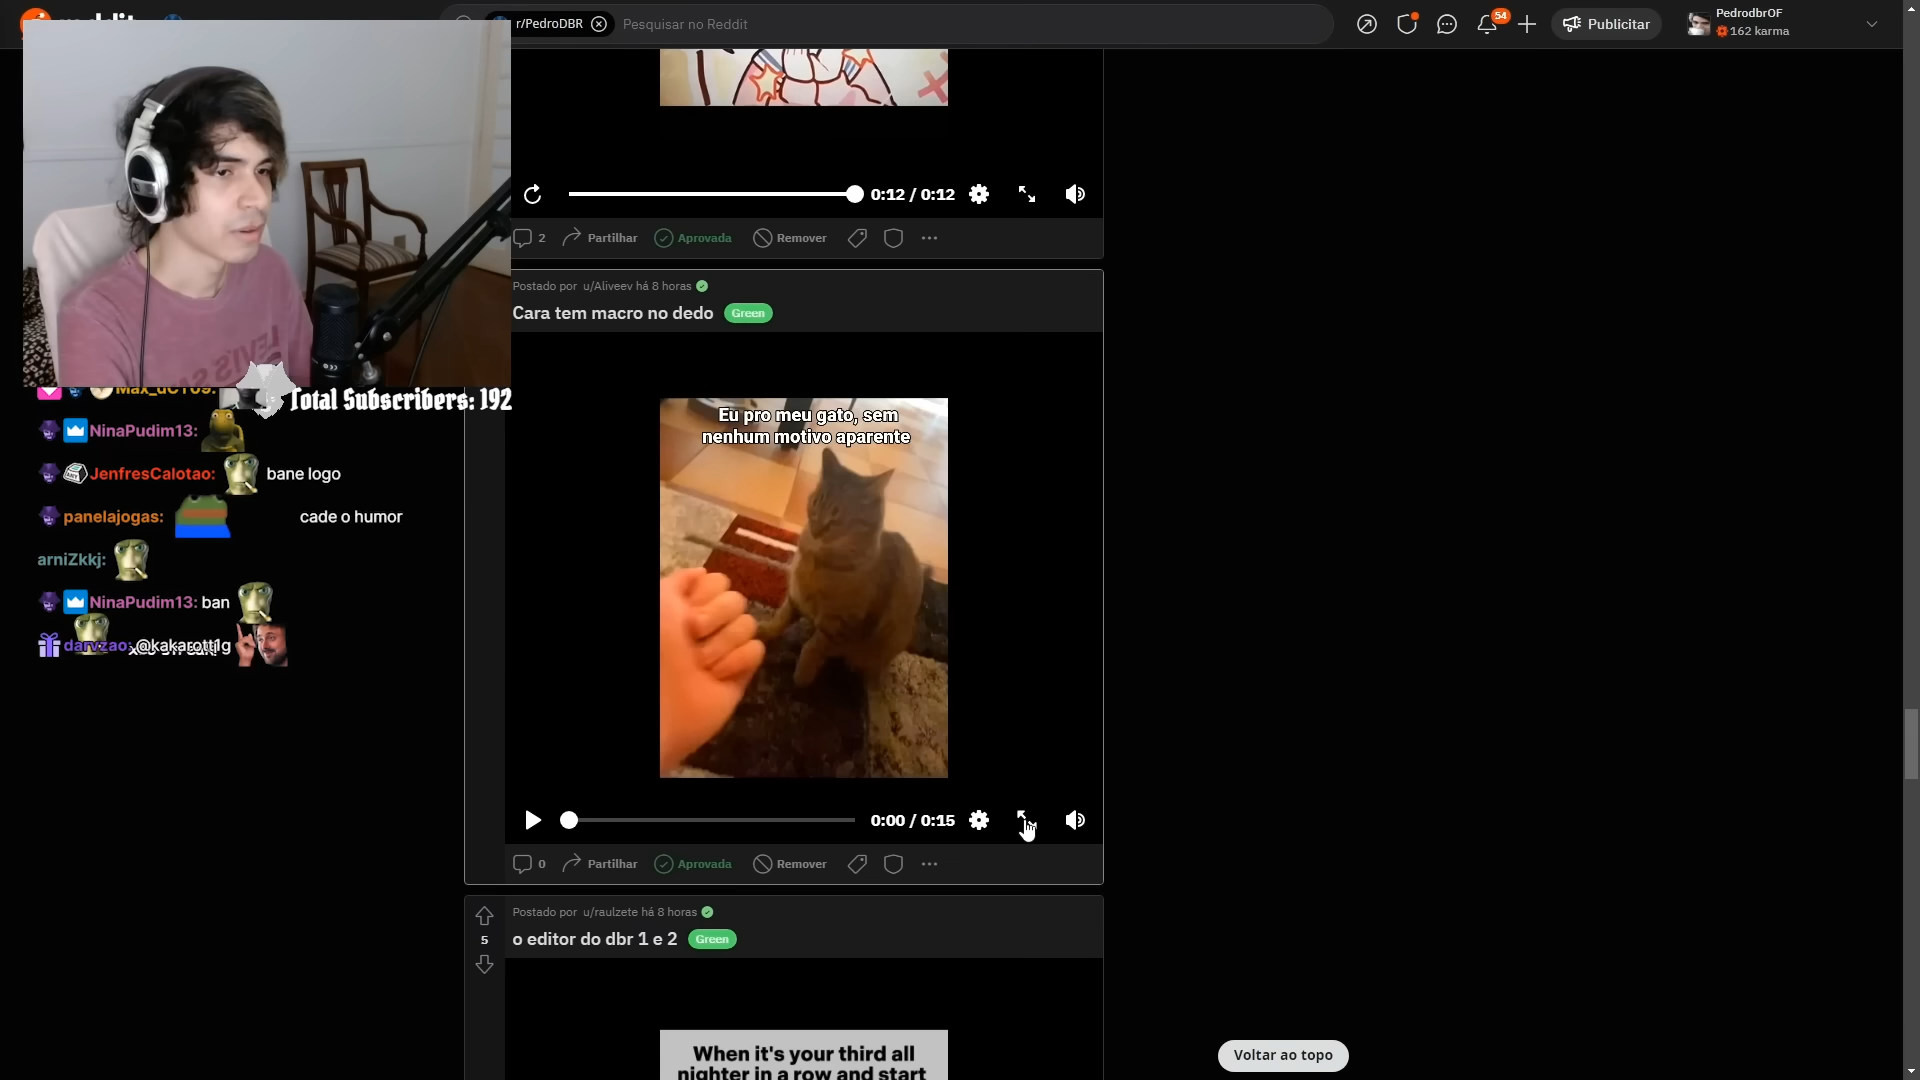 r/PedroDBR
Pesquisar no Reddit
54
Publicitar
PedrodbrOF
162 karma
0:12 / 0:12
2 Partilhar Aprovada Remover
Postado por u/Aliveev há 8 horas
Cara tem macro no dedo Green
Eu pro meu gato, sem
nenhum motivo aparente
0:00 / 0:15
0 Partilhar Aprovada Remover
Postado por u/raulzete há 8 horas
5
o editor do dbr 1 e 2 Green
When it's your third all
nighter in a row and start
Voltar ao topo
LEVI'S
Total Subscribers: 192
NinaPudim13:
JenfresCalotao: bane logo
panelajogas: cade o humor
arniZkkj:
NinaPudim13: ban
darvzao: @kakarott1g